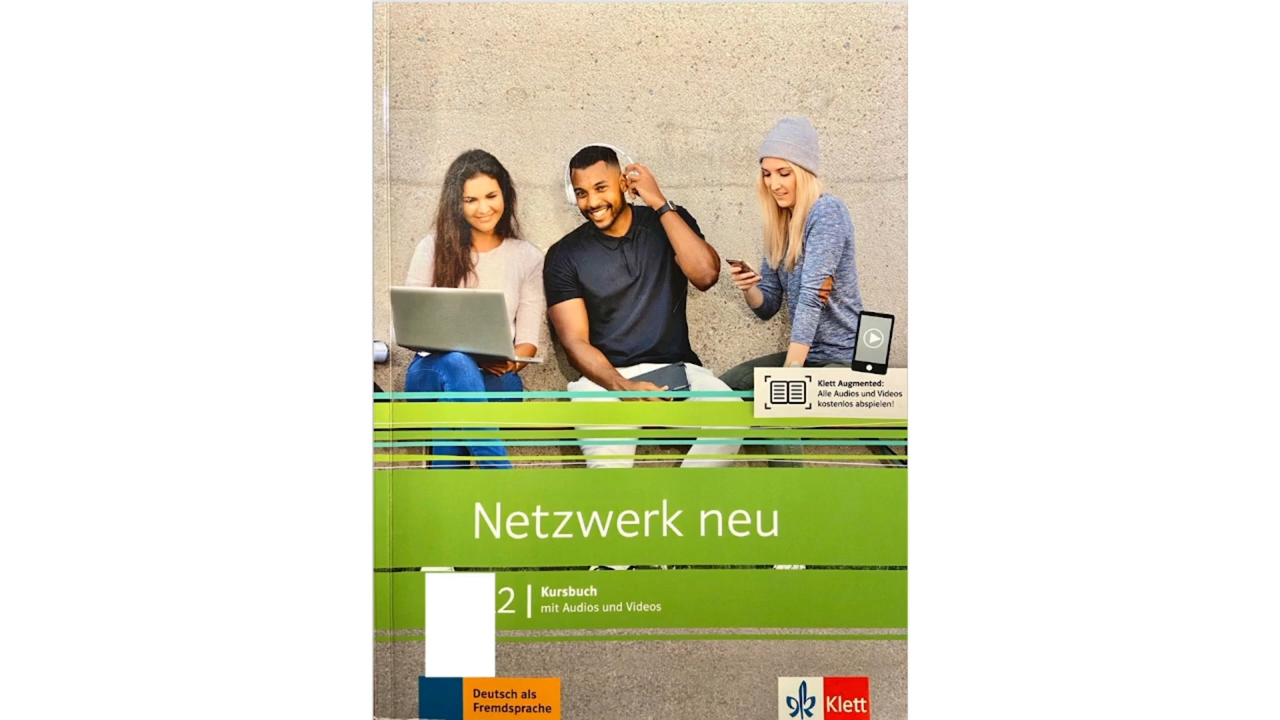 Klett Augmented:
Alle Audios und Videos
kostenlos abspielen!
Netzwerk neu
2
Kursbuch
mit Audios und Videos
Deutsch als
Fremdsprache
Klett